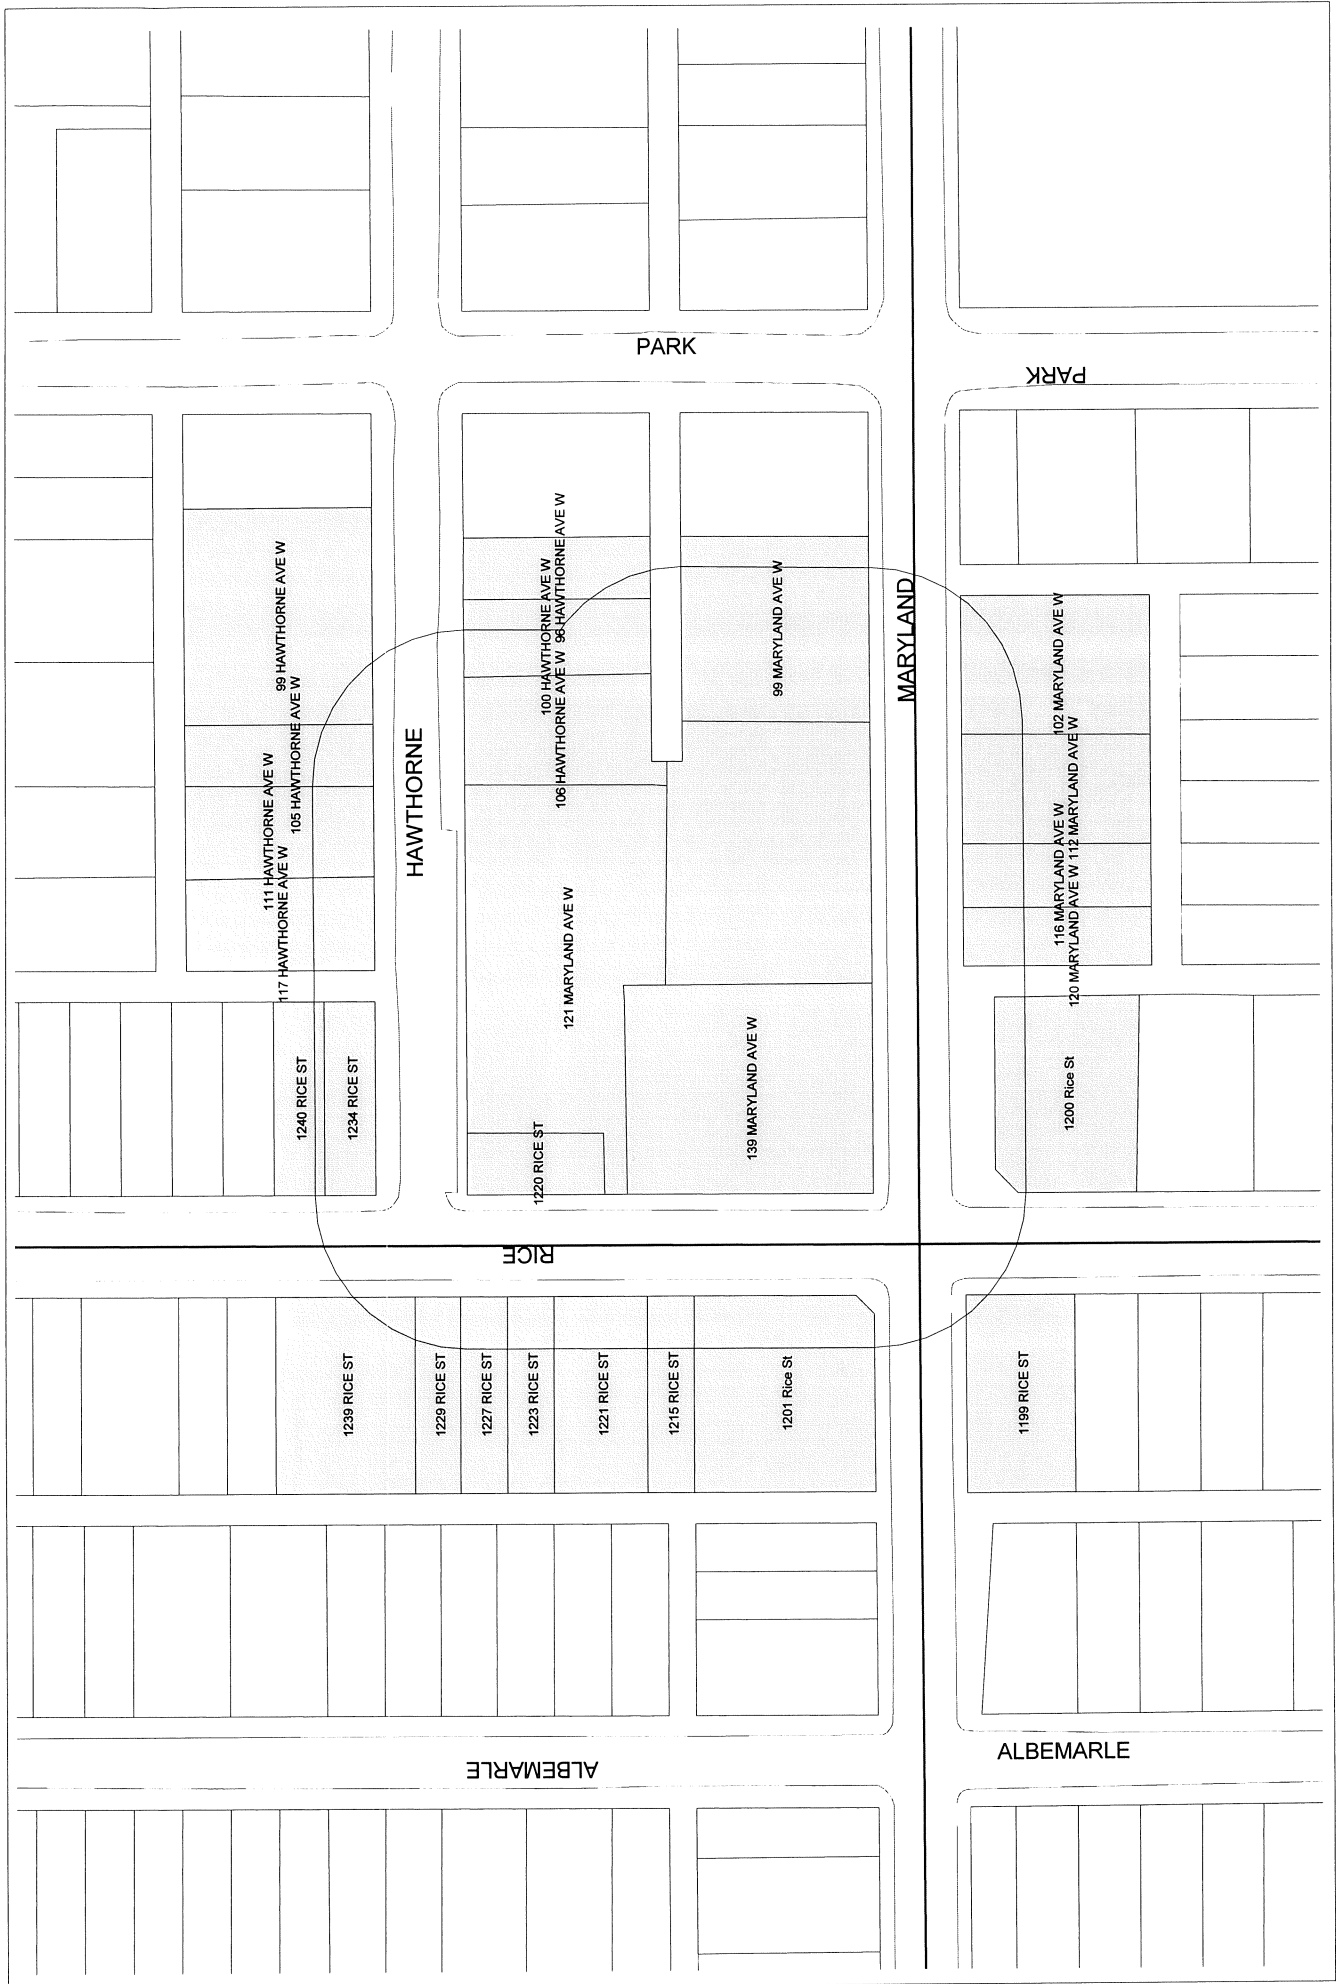 PARK
PARK
99 HAWTHORNE AVE W
105 HAWTHORNE AVE W
111 HAWTHORNE AVE W
117 HAWTHORNE AVE W
HAWTHORNE
96 HAWTHORNE AVE W
100 HAWTHORNE AVE W
106 HAWTHORNE AVE W
99 MARYLAND AVE W
MARYLAND
102 MARYLAND AVE W
112 MARYLAND AVE W
116 MARYLAND AVE W
120 MARYLAND AVE W
121 MARYLAND AVE W
139 MARYLAND AVE W
1240 RICE ST
1234 RICE ST
1220 RICE ST
1200 Rice St
RICE
1239 RICE ST
1229 RICE ST
1227 RICE ST
1223 RICE ST
1221 RICE ST
1215 RICE ST
1201 Rice St
1199 RICE ST
ALBEMARLE
ALBEMARLE